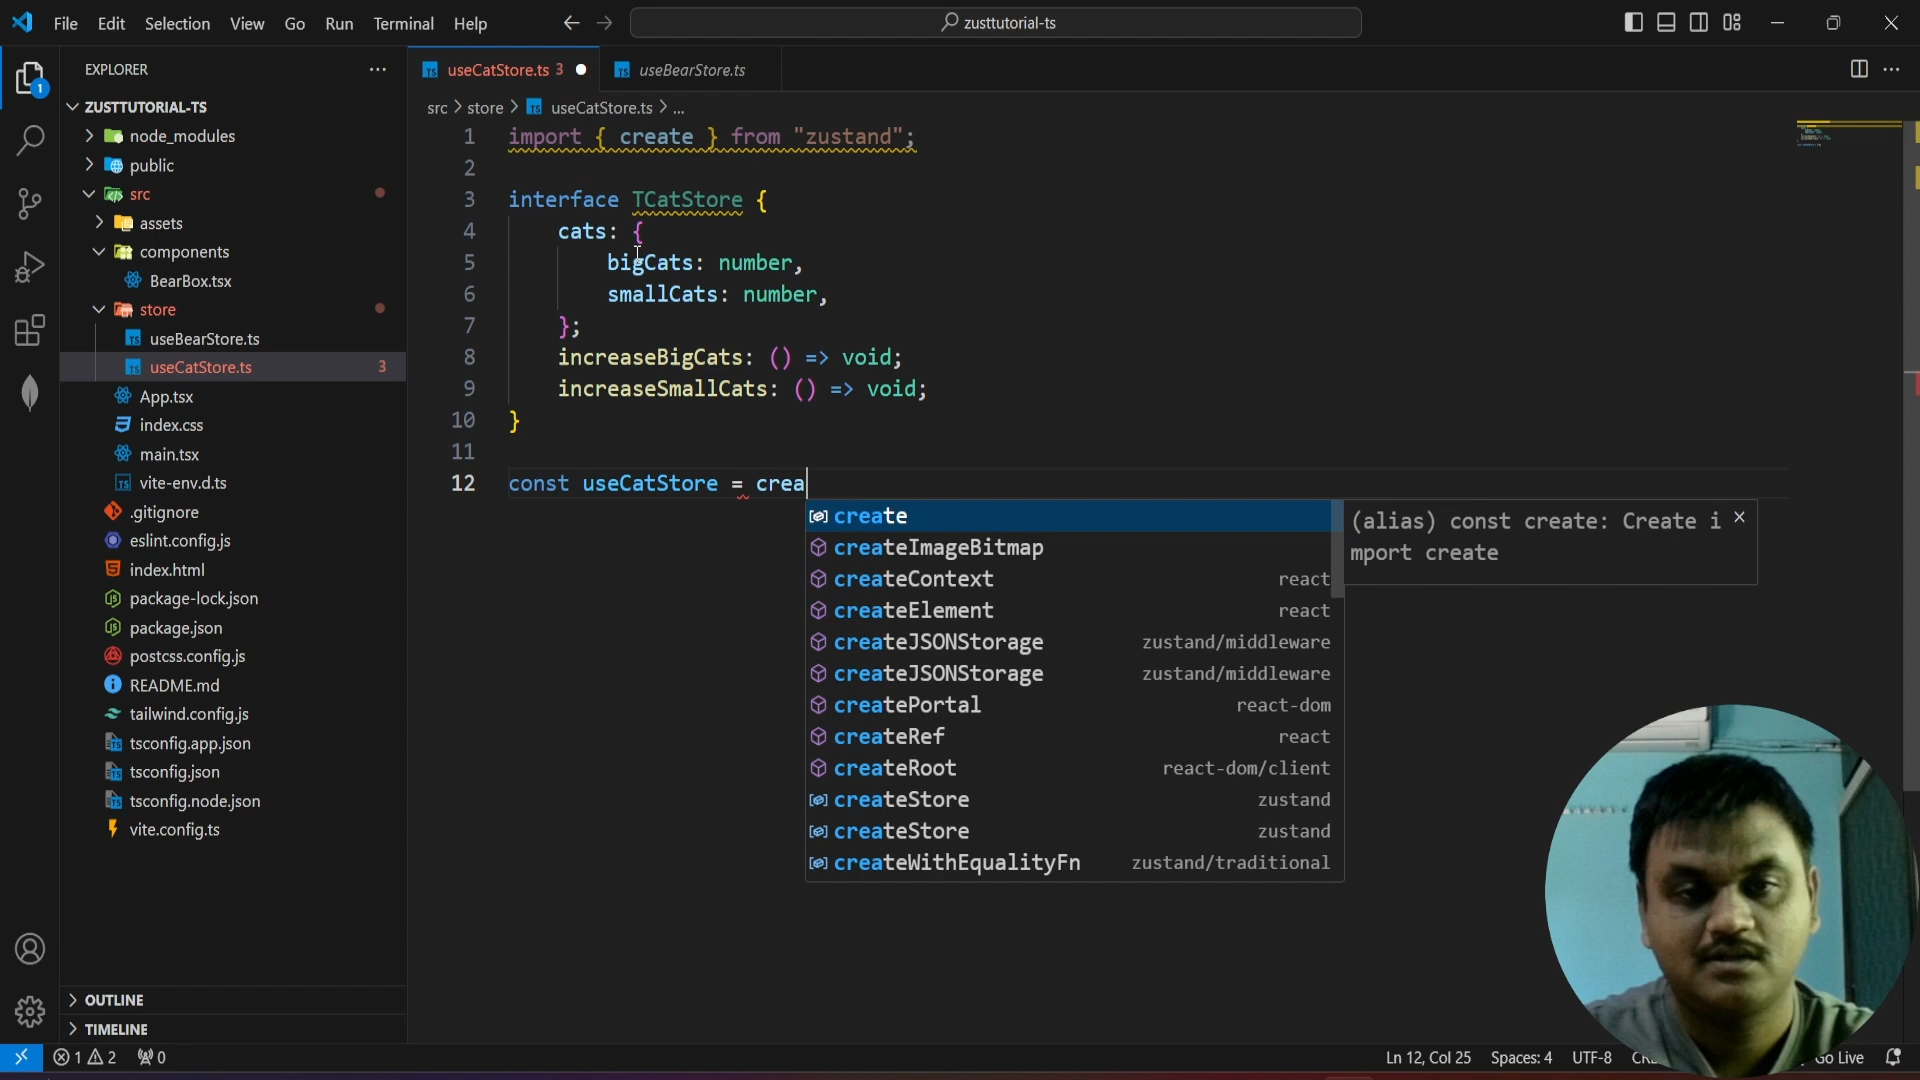 File Edit Selection View Go Run Terminal Help
zusttutorial-ts
EXPLORER
ZUSTTUTORIAL-TS
node_modules
public
src
assets
components
BearBox.tsx
store
useBearStore.ts
useCatStore.ts 3
App.tsx
index.css
main.tsx
vite-env.d.ts
.gitignore
eslint.config.js
index.html
package-lock.json
package.json
postcss.config.js
README.md
tailwind.config.js
tsconfig.app.json
tsconfig.json
tsconfig.node.json
vite.config.ts
OUTLINE
TIMELINE
1
useCatStore.ts 3
useBearStore.ts
src > store > useCatStore.ts > ...
1 import { create } from "zustand";
2
3 interface TCatStore {
4 cats: {
5 bigCats: number,
6 smallCats: number,
7 };
8 increaseBigCats: () => void;
9 increaseSmallCats: () => void;
10 }
11
12 const useCatStore = crea
create
createImageBitmap
createContext react
createElement react
createJSONStorage zustand/middleware
createJSONStorage zustand/middleware
createPortal react-dom
createRef react
createRoot react-dom/client
createStore zustand
createStore zustand
createWithEqualityFn zustand/traditional
(alias) const create: Create i
mport create
1 2 0
Ln 12, Col 25 Spaces: 4 UTF-8 Go Live